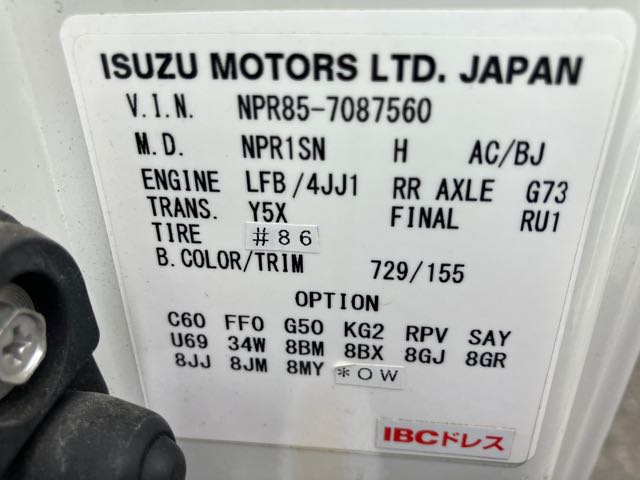 ISUZU MOTORS LTD. JAPAN
V.I.N. NPR85-7087560
M.D. NPR1SN H AC/BJ
ENGINE LFB/4JJ1 RR AXLE G73
TRANS. Y5X FINAL RU1
TIRE #86
B.COLOR/TRIM 729/155
OPTION
C60 FF0 G50 KG2 RPV SAY
U69 34W 8BM 8BX 8GJ 8GR
8JJ 8JM 8MY *OW
IBCドレス